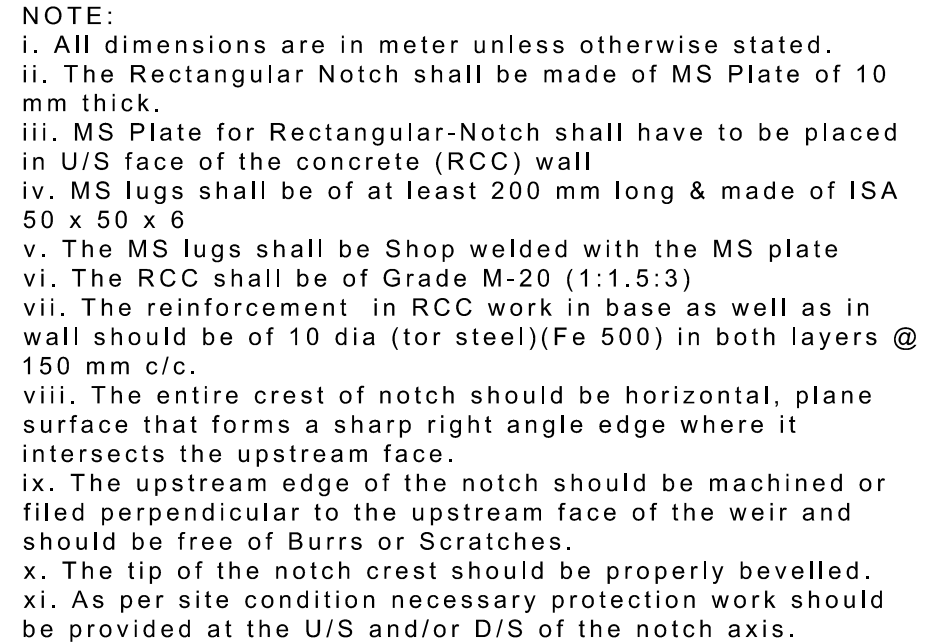 NOTE:
i. All dimensions are in meter unless otherwise stated.
ii. The Rectangular Notch shall be made of MS Plate of 10
mm thick.
iii. MS Plate for Rectangular-Notch shall have to be placed
in U/S face of the concrete (RCC) wall
iv. MS lugs shall be of at least 200 mm long & made of ISA
50 x 50 x 6
v. The MS lugs shall be Shop welded with the MS plate
vi. The RCC shall be of Grade M-20 (1:1.5:3)
vii. The reinforcement in RCC work in base as well as in
wall should be of 10 dia (tor steel)(Fe 500) in both layers @
150 mm c/c.
viii. The entire crest of notch should be horizontal, plane
surface that forms a sharp right angle edge where it
intersects the upstream face.
ix. The upstream edge of the notch should be machined or
filed perpendicular to the upstream face of the weir and
should be free of Burrs or Scratches.
x. The tip of the notch crest should be properly bevelled.
xi. As per site condition necessary protection work should
be provided at the U/S and/or D/S of the notch axis.